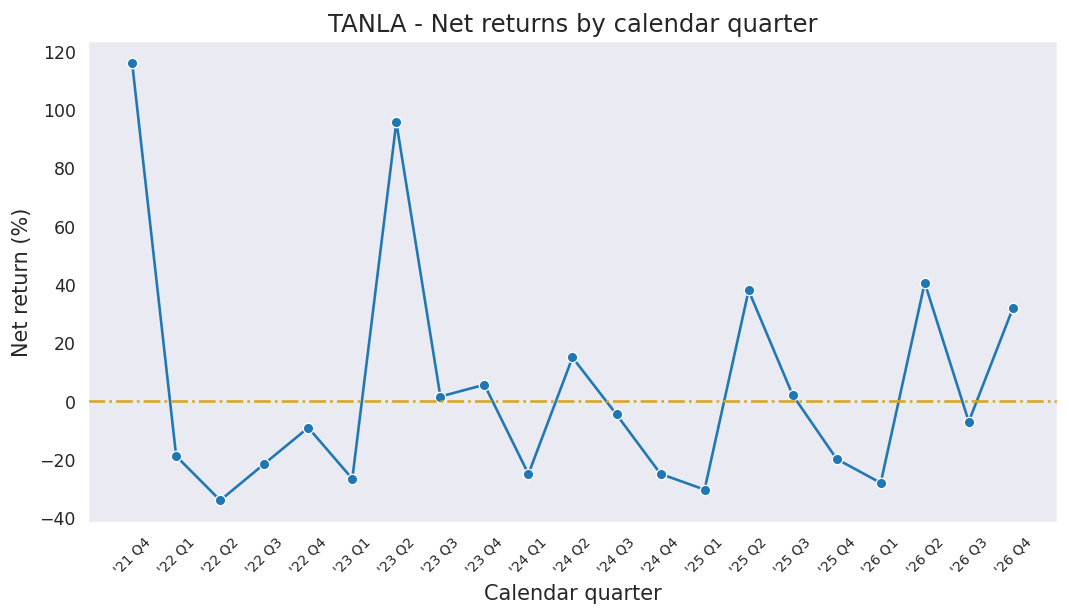 TANLA - Net returns by calendar quarter
Net return (%)
120
100
80
60
40
20
0
−20
−40
'21 Q4
'22 Q1
'22 Q2
'22 Q3
'22 Q4
'23 Q1
'23 Q2
'23 Q3
'23 Q4
'24 Q1
'24 Q2
'24 Q3
'24 Q4
'25 Q1
'25 Q2
'25 Q3
'25 Q4
'26 Q1
'26 Q2
'26 Q3
'26 Q4
Calendar quarter